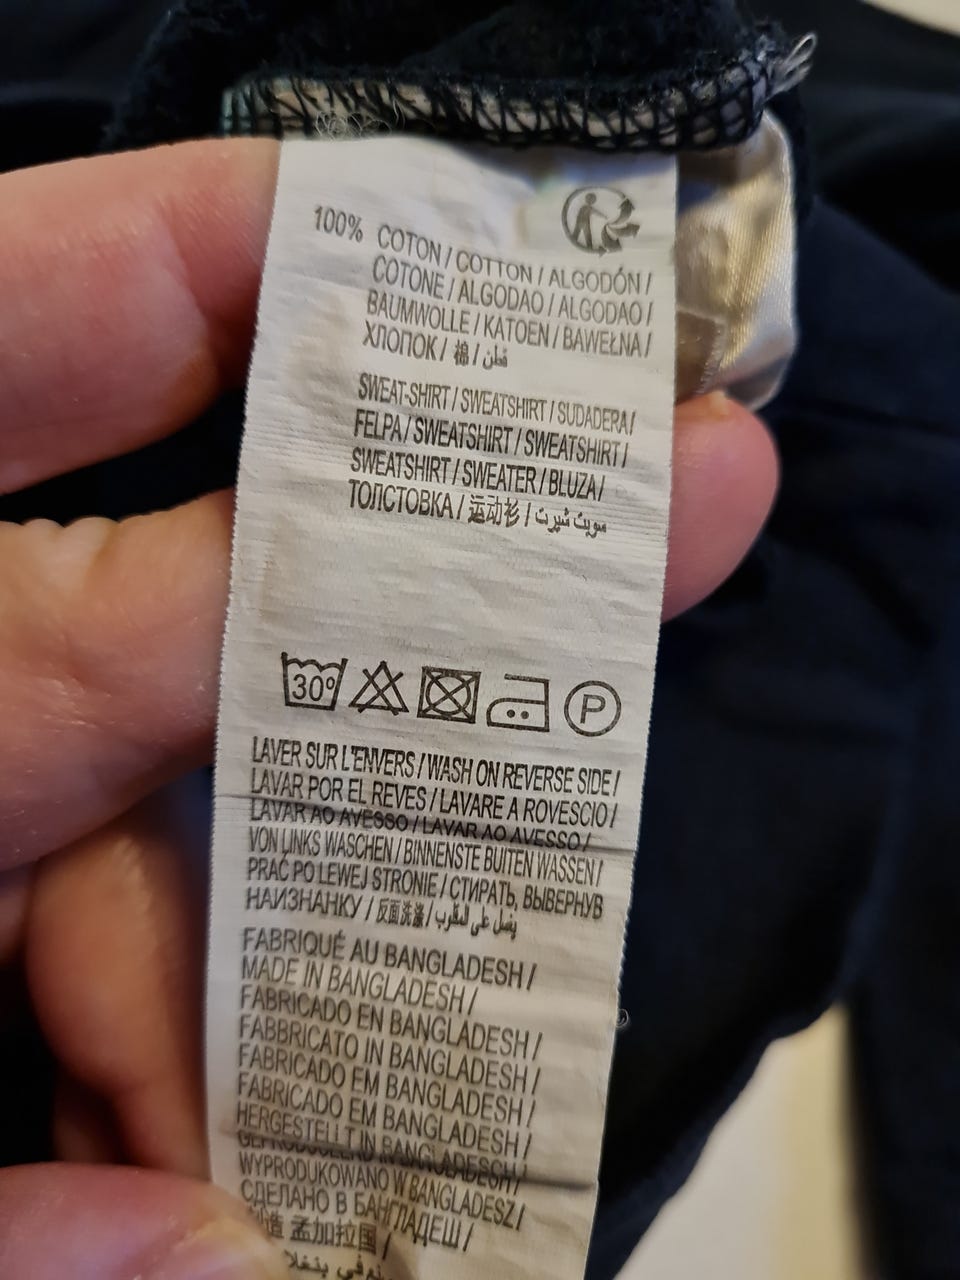 100% COTON / COTTON / ALGODÓN /
COTONE / ALGODAO / ALGODAO /
BAUMWOLLE / KATOEN / BAWEŁNA /
ХЛОПОК / 棉 / قطن
SWEAT-SHIRT / SWEATSHIRT / SUDADERA /
FELPA / SWEATSHIRT / SWEATSHIRT /
SWEATSHIRT / SWEATER / BLUZA /
ТОЛСТОВКА / 运动衫 / سويت شيرت
30°
P
LAVER SUR L'ENVERS / WASH ON REVERSE SIDE /
LAVAR POR EL REVES / LAVARE A ROVESCIO /
LAVAR AO AVESSO / LAVAR AO AVESSO /
VON LINKS WASCHEN / BINNENSTE BUITEN WASSEN /
PRAĆ PO LEWEJ STRONIE / СТИРАТЬ, ВЫВЕРНУВ
НАИЗНАНКУ / 反面洗涤 / يغسل على المقلوب
FABRIQUÉ AU BANGLADESH /
MADE IN BANGLADESH /
FABRICADO EN BANGLADESH /
FABBRICATO IN BANGLADESH /
FABRICADO EM BANGLADESH /
FABRICADO EM BANGLADESH /
HERGESTELLT IN BANGLADESH /
GEPRODUCEERD IN BANGLADESCH /
WYPRODUKOWANO W BANGLADESZ /
СДЕЛАНО В БАНГЛАДЕШ /
造 孟加拉国 /